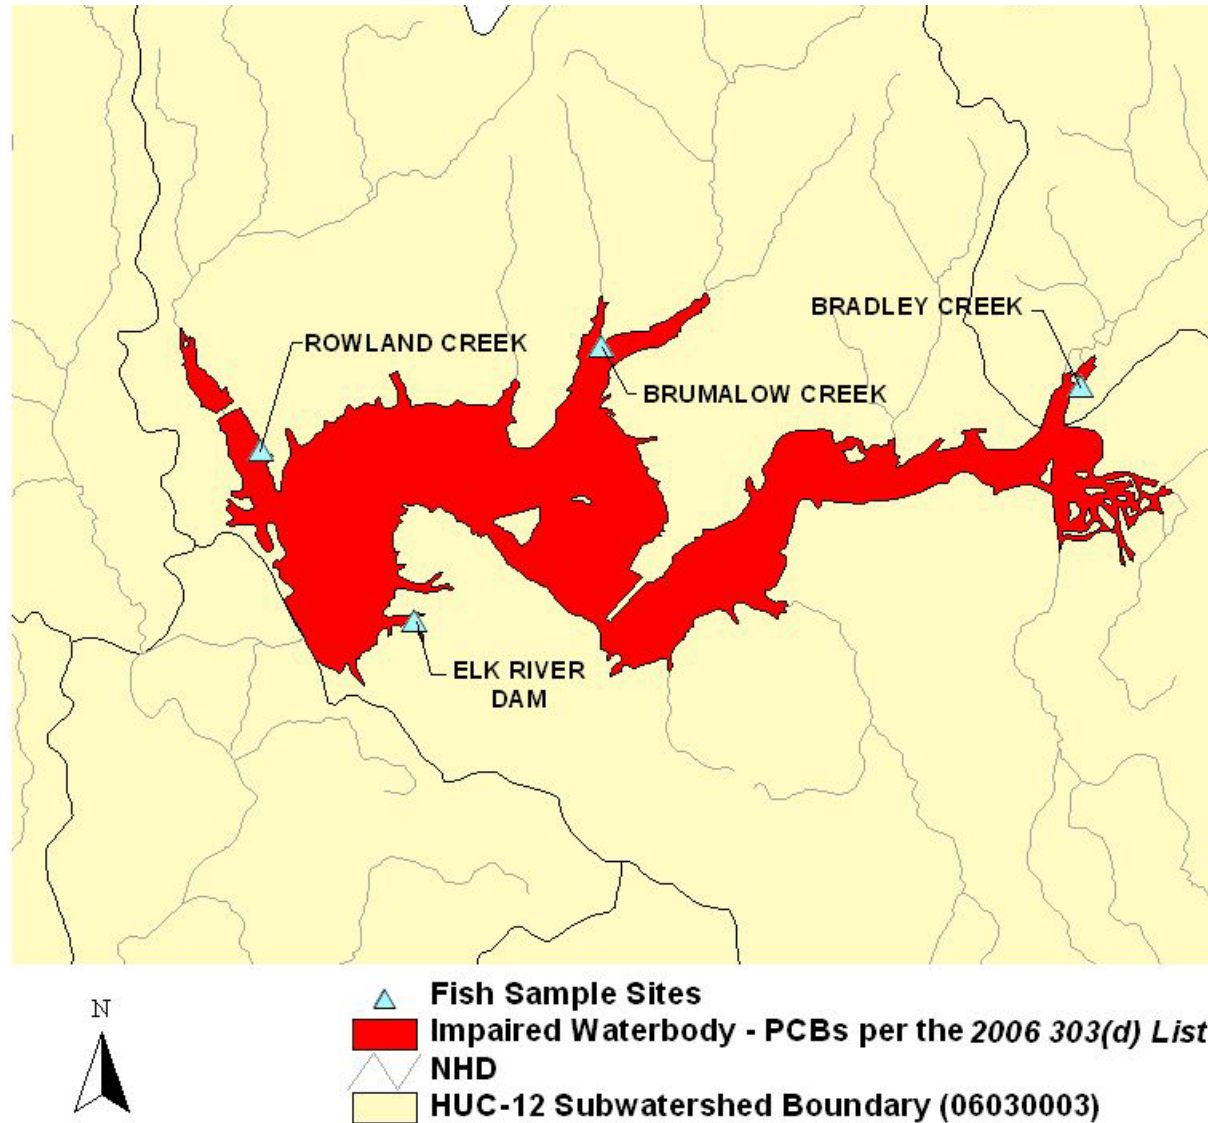 BRADLEY CREEK
ROWLAND CREEK
BRUMALOW CREEK
ELK RIVER
DAM
N
Fish Sample Sites
Impaired Waterbody - PCBs per the 2006 303(d) List
NHD
HUC-12 Subwatershed Boundary (06030003)